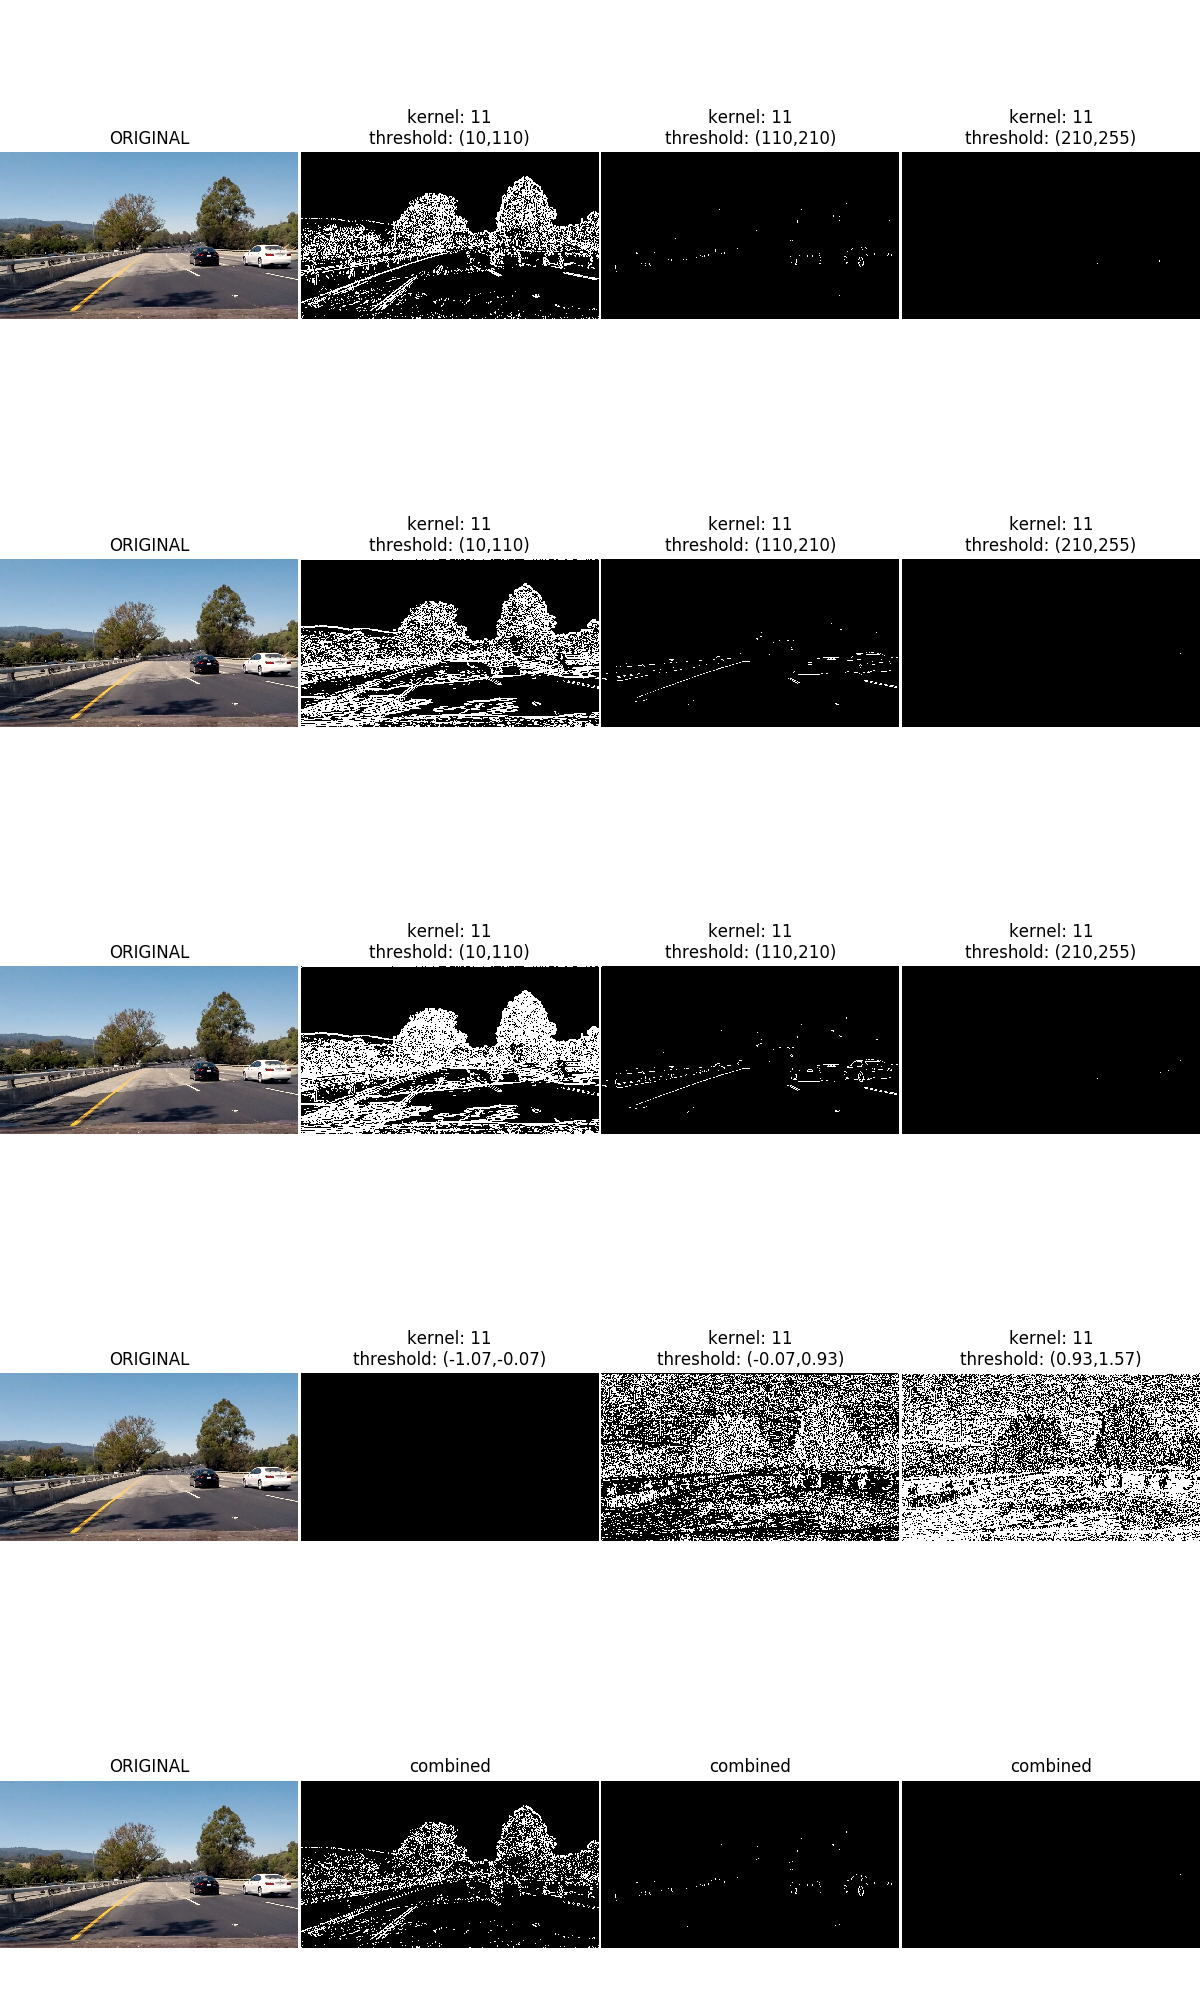 ORIGINAL
kernel: 11
threshold: (10,110)
kernel: 11
threshold: (110,210)
kernel: 11
threshold: (210,255)
ORIGINAL
kernel: 11
threshold: (10,110)
kernel: 11
threshold: (110,210)
kernel: 11
threshold: (210,255)
ORIGINAL
kernel: 11
threshold: (10,110)
kernel: 11
threshold: (110,210)
kernel: 11
threshold: (210,255)
ORIGINAL
kernel: 11
threshold: (-1.07,-0.07)
kernel: 11
threshold: (-0.07,0.93)
kernel: 11
threshold: (0.93,1.57)
ORIGINAL
combined
combined
combined